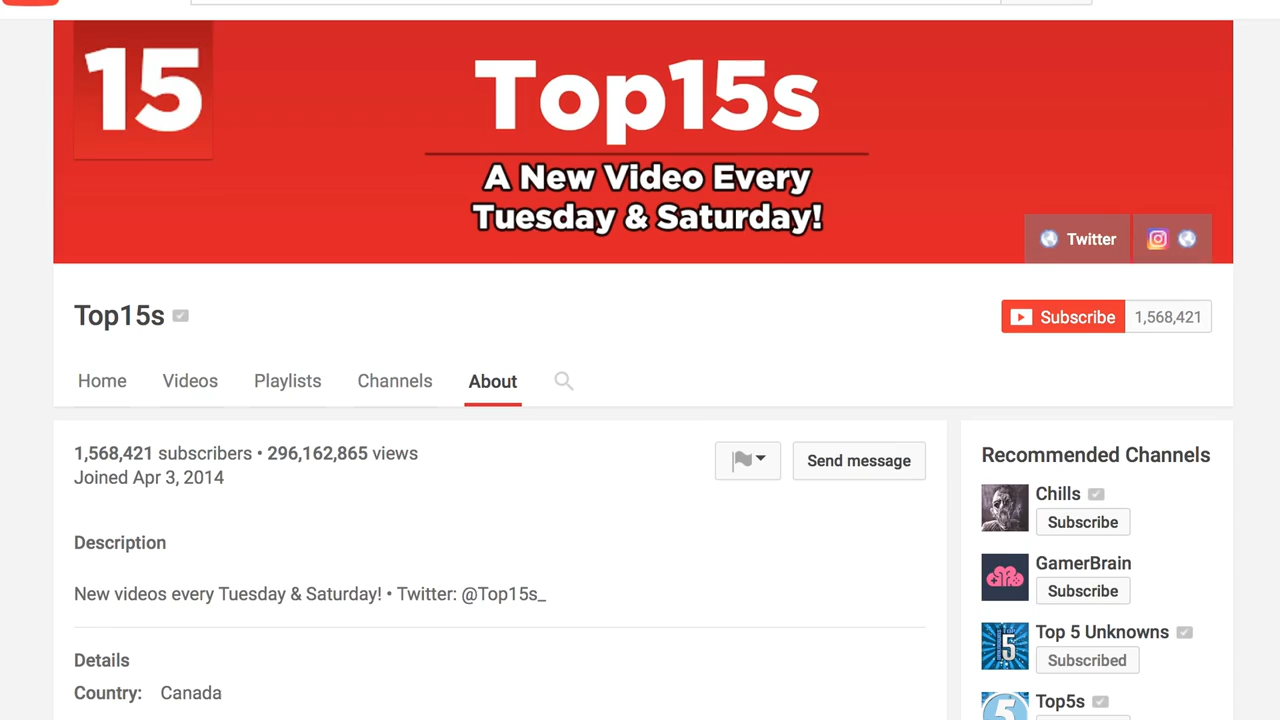 15
Top15s
A New Video Every
Tuesday & Saturday!
Twitter
Top15s
Subscribe 1,568,421
Home Videos Playlists Channels About
1,568,421 subscribers • 296,162,865 views
Joined Apr 3, 2014
Send message
Description
New videos every Tuesday & Saturday! • Twitter: @Top15s_
Details
Country: Canada
Recommended Channels
Chills
Subscribe
GamerBrain
Subscribe
5
Top 5 Unknowns
Subscribed
5
Top5s